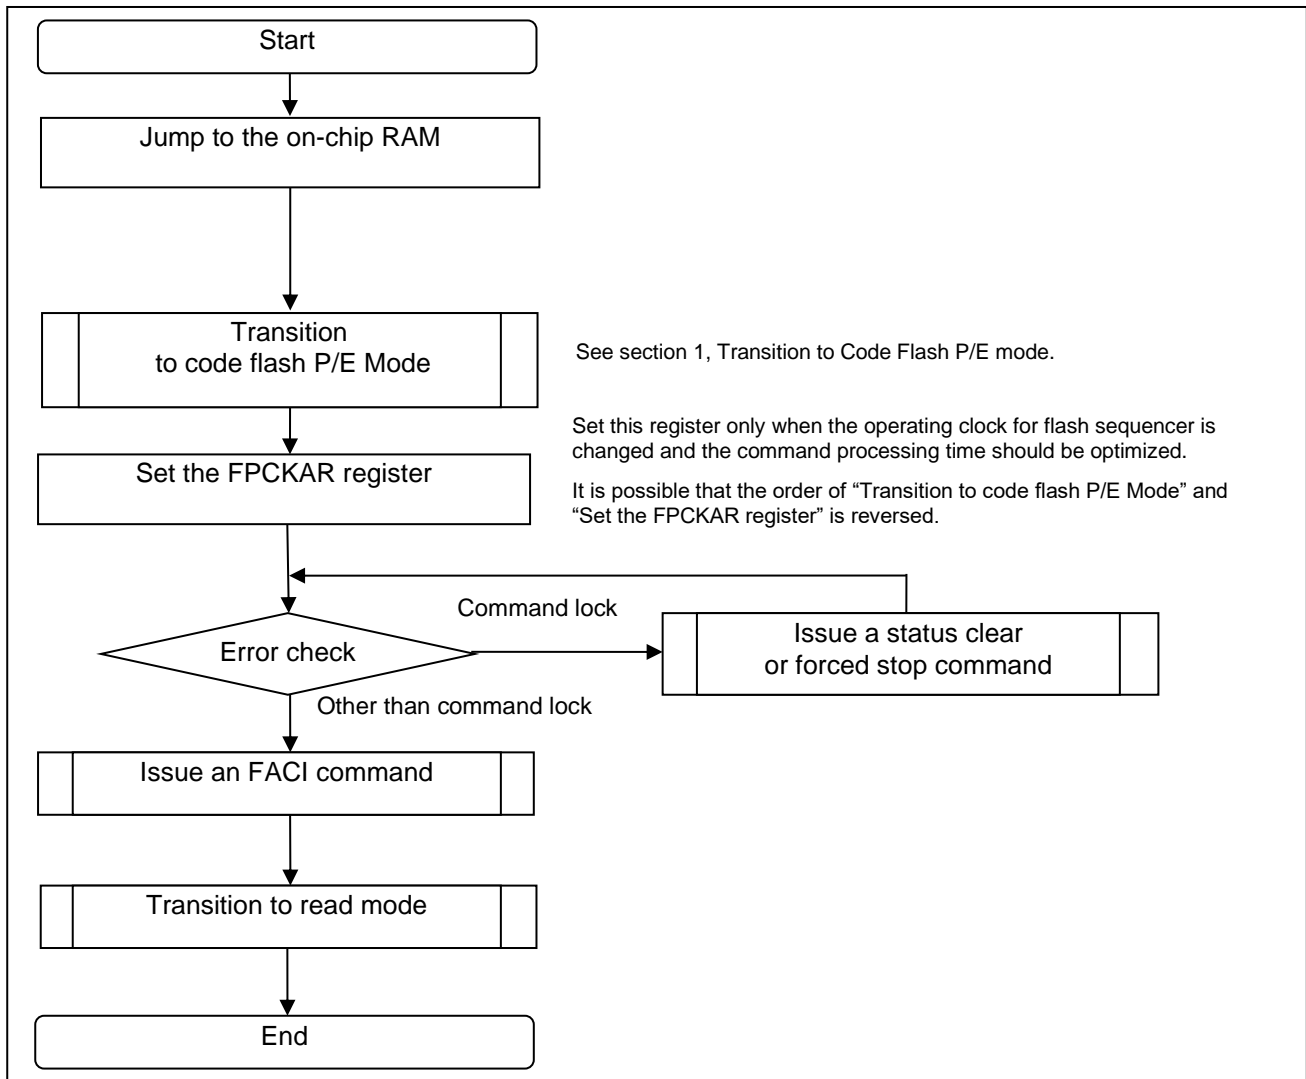 Start
Jump to the on-chip RAM
Transition
to code flash P/E Mode
See section 1, Transition to Code Flash P/E mode.
Set this register only when the operating clock for flash sequencer is
changed and the command processing time should be optimized.
Set the FPCKAR register
It is possible that the order of “Transition to code flash P/E Mode” and
“Set the FPCKAR register” is reversed.
Command lock
Error check
Issue a status clear
or forced stop command
Other than command lock
Issue an FACI command
Transition to read mode
End